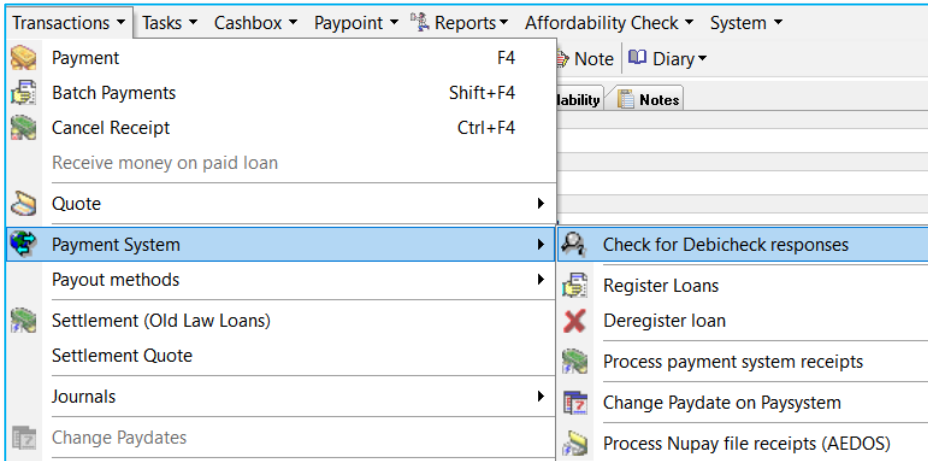 Transactions Tasks Cashbox Paypoint Reports Affordability Check System
Payment F4
Note Diary
Batch Payments Shift+F4
lability Notes
Cancel Receipt Ctrl+F4
Receive money on paid loan
Quote
Payment System
Check for Debicheck responses
Payout methods
Register Loans
Settlement (Old Law Loans)
Deregister loan
Settlement Quote
Process payment system receipts
Journals
Change Paydate on Paysystem
Change Paydates
Process Nupay file receipts (AEDOS)